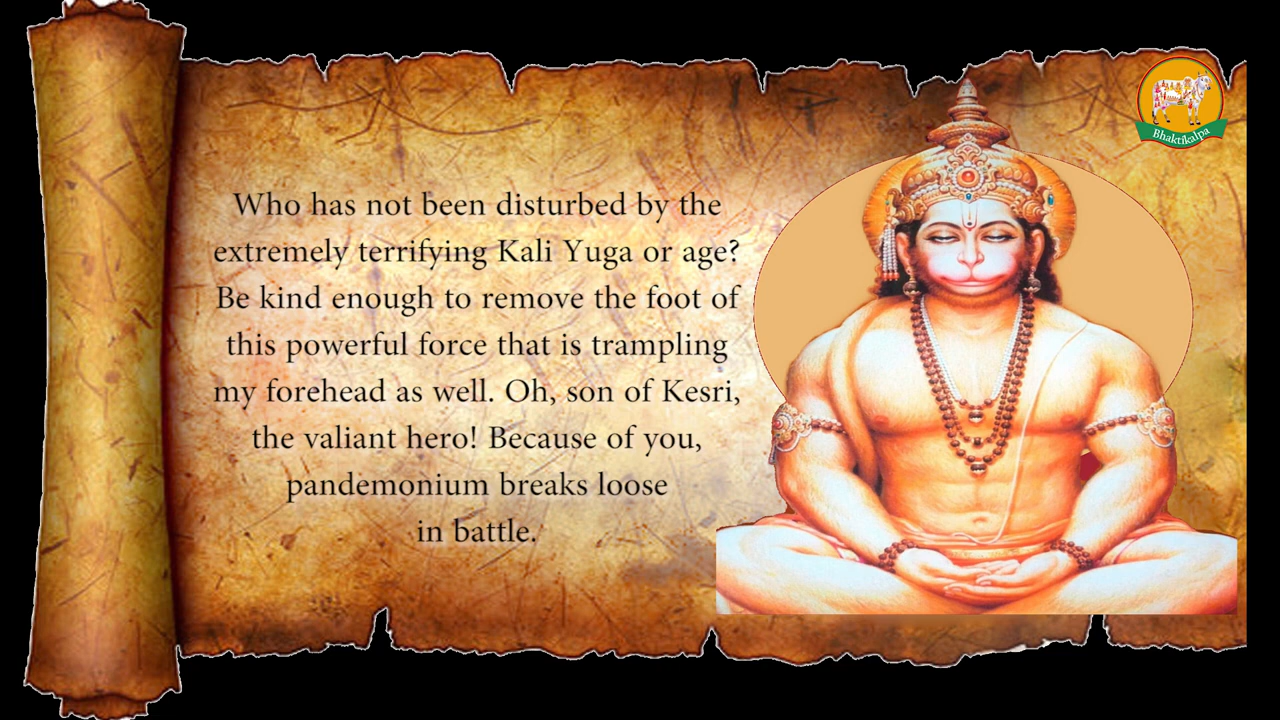 Bhaktikalpa
Who has not been disturbed by the
extremely terrifying Kali Yuga or age?
Be kind enough to remove the foot of
this powerful force that is trampling
my forehead as well. Oh, son of Kesri,
the valiant hero! Because of you,
pandemonium breaks loose
in battle.